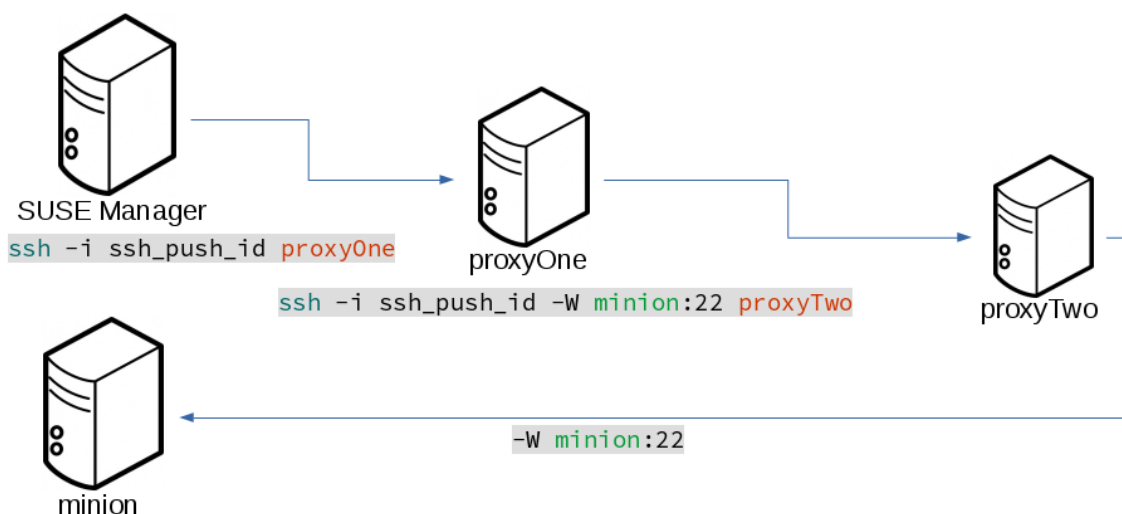 SUSE Manager
ssh -i ssh_push_id proxyOne
proxyOne
ssh -i ssh_push_id -W minion:22 proxyTwo
proxyTwo
-W minion:22
minion